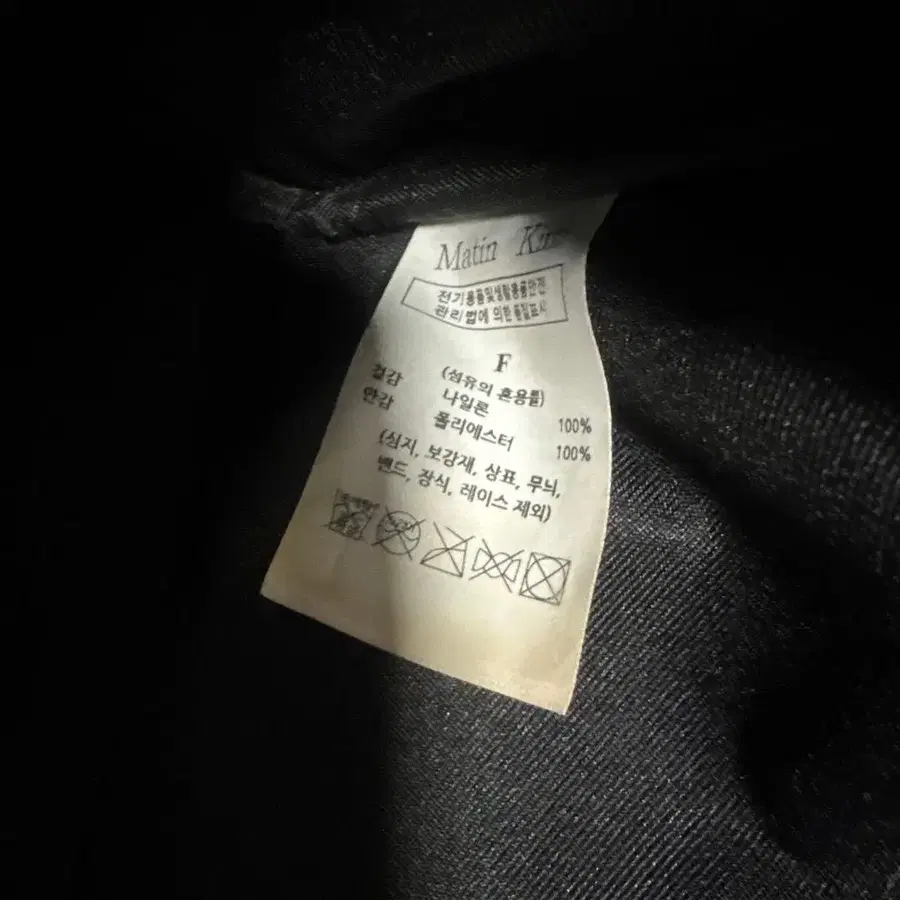 Matin
전기용품및생활용품안전
관리법에 의한 품질표시
F
(섬유의 혼용률)
겉감 나일론 100%
안감 폴리에스터 100%
(심지, 보강재, 상표, 무늬,
밴드, 장식, 레이스 제외)